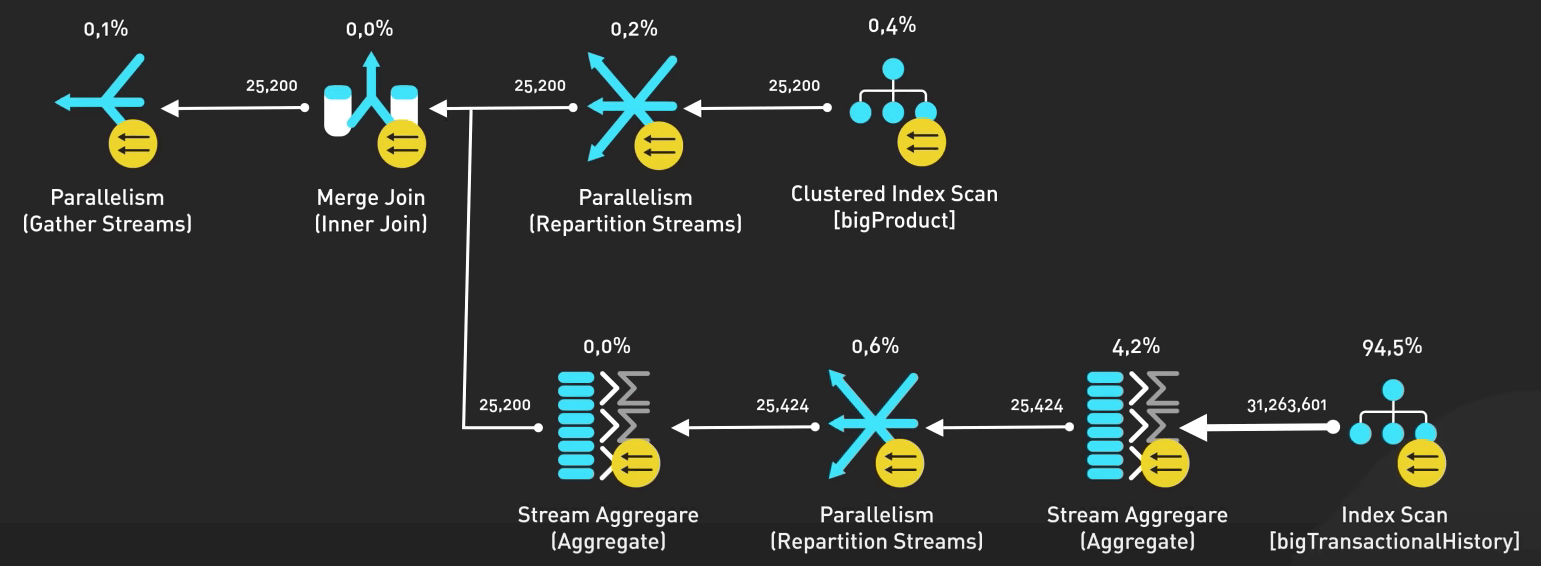 0,1%
0,0%
0,2%
0,4%
25,200
25,200
25,200
Parallelism
(Gather Streams)
Merge Join
(Inner Join)
Parallelism
(Repartition Streams)
Clustered Index Scan
[bigProduct]
0,0%
0,6%
4,2%
94,5%
25,200
25,424
25,424
31,263,601
Stream Aggregare
(Aggregate)
Parallelism
(Repartition Streams)
Stream Aggregare
(Aggregate)
Index Scan
[bigTransactionalHistory]